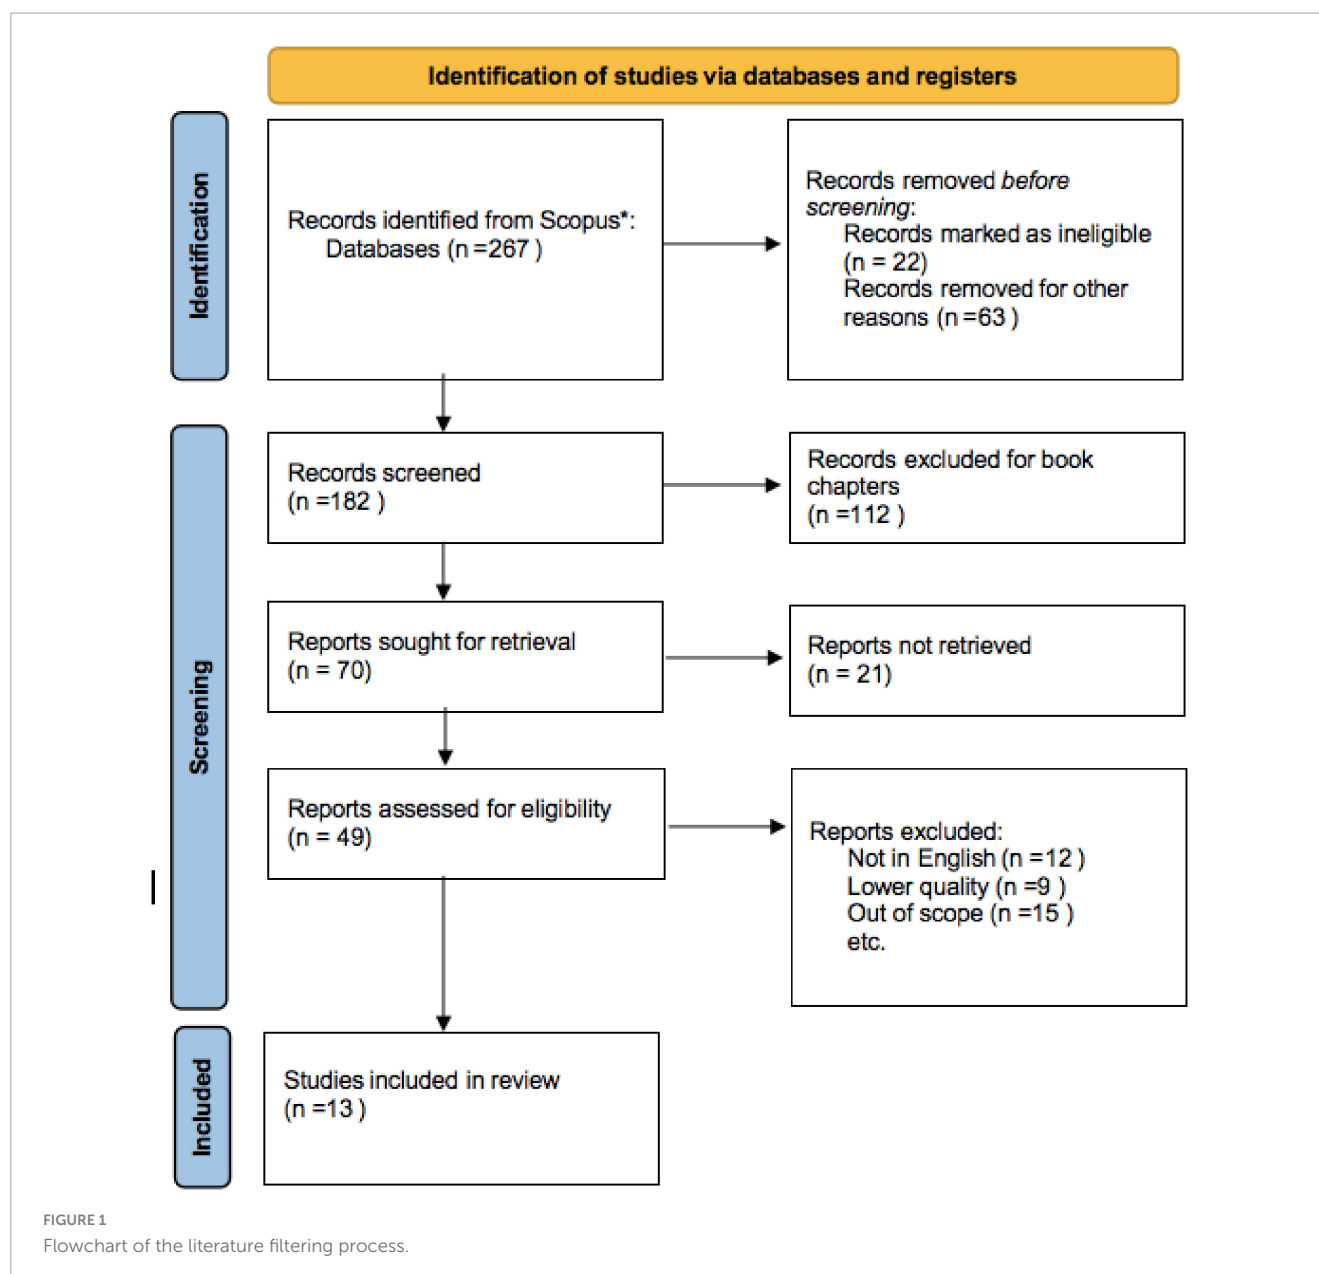 Identification of studies via databases and registers
Identification
Records identified from Scopus*:
Databases (n =267 )
Records removed before
screening:
Records marked as ineligible
(n = 22)
Records removed for other
reasons (n =63 )
Screening
Records screened
(n =182 )
Records excluded for book
chapters
(n =112 )
Reports sought for retrieval
(n = 70)
Reports not retrieved
(n = 21)
Reports assessed for eligibility
(n = 49)
Reports excluded:
Not in English (n =12 )
Lower quality (n =9 )
Out of scope (n =15 )
etc.
Included
Studies included in review
(n =13 )
FIGURE 1
Flowchart of the literature filtering process.